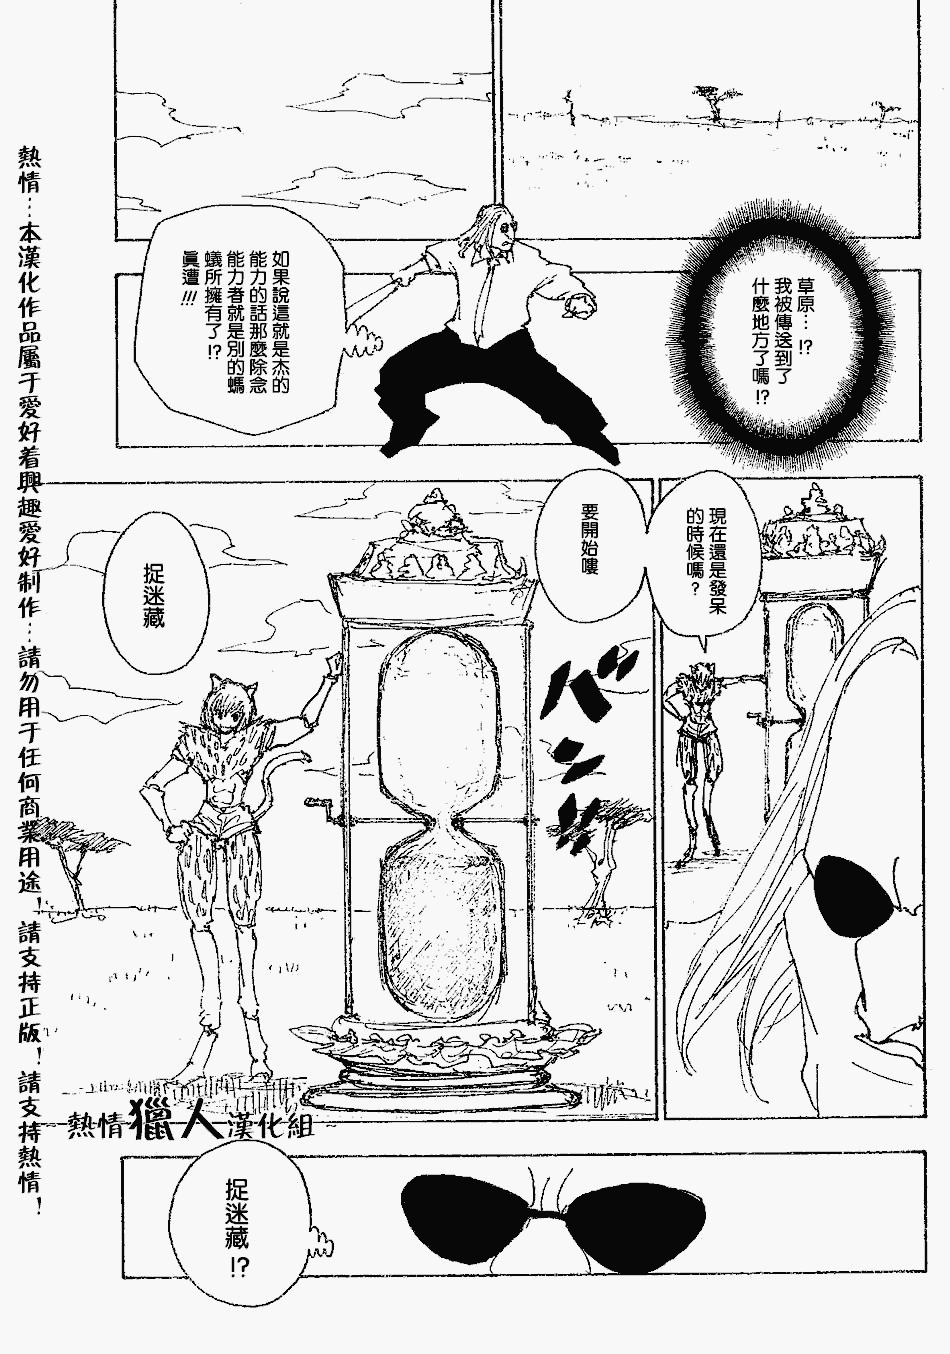 草原…!?
我被傳送到了
什麼地方了嗎!?
如果說這就是杰的
能力的話那麼除念
能力者就是別的螞
蟻所擁有了!?
真遭!!!
現在還是發呆
的時候嗎?
要開始嘍
バン!!
捉迷藏
捉迷藏!?
熱情…本漢化作品屬于愛好着興趣愛好制作…請勿用于任何商業用途!請支持正版!請支持熱情!
熱情獵人漢化組